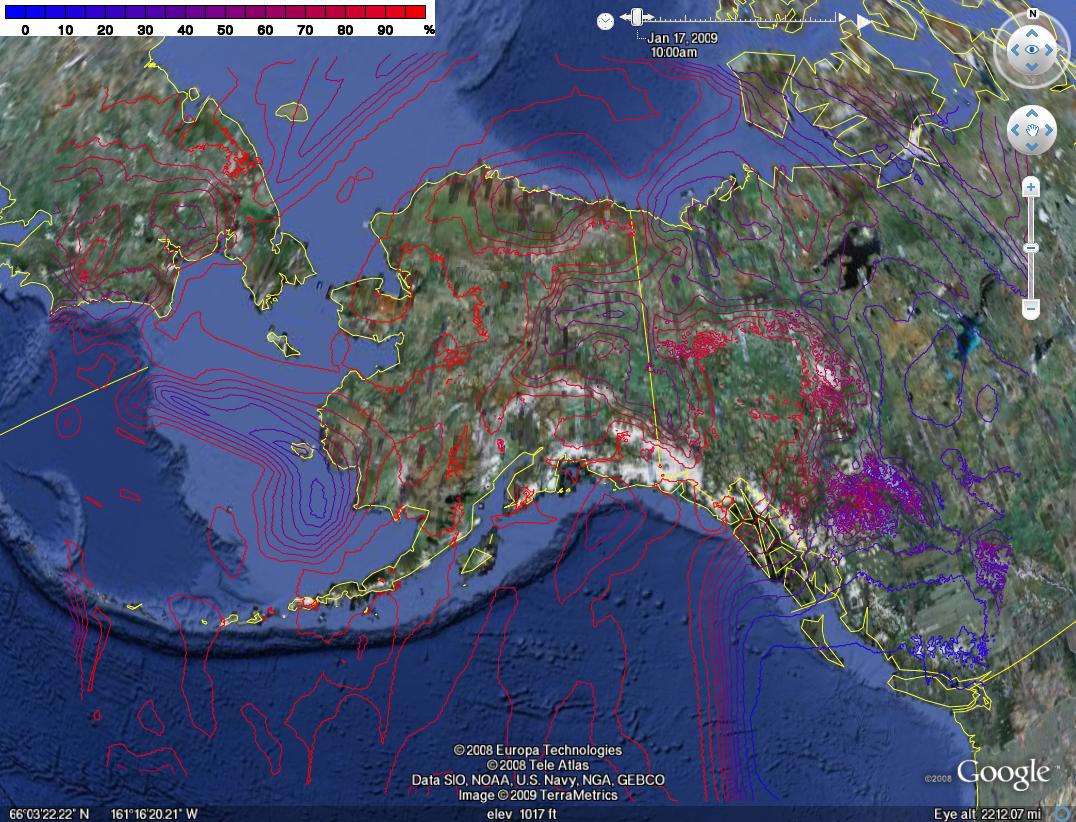 0 10 20 30 40 50 60 70 80 90 %
Jan 17, 2009
10:00am
N
©2008 Europa Technologies
©2008 Tele Atlas
Data SIO, NOAA, U.S. Navy, NGA, GEBCO
Image ©2009 TerraMetrics
©2008 Google™
66°03'22.22" N 161°16'20.21" W elev 1017 ft Eye alt 2212.07 mi